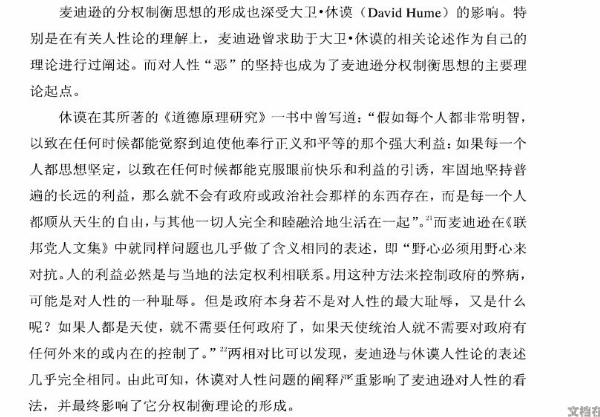 麦迪逊的分权制衡思想的形成也深受大卫•休谟（David Hume）的影响。特
别是在有关人性论的理解上，麦迪逊曾求助于大卫•休谟的相关论述作为自己的
理论进行过阐述。而对人性“恶”的坚持也成为了麦迪逊分权制衡思想的主要理
论起点。
休谟在其所著的《道德原理研究》一书中曾写道：“假如每个人都非常明智，
以致在任何时候都能觉察到迫使他奉行正义和平等的那个强大利益：如果每一个
人都思想坚定，以致在任何时候都能克服眼前快乐和利益的引诱，牢固地坚持普
遍的长远的利益，那么就不会有政府或政治社会那样的东西存在，而是每一个人
都顺从天生的自由，与其他一切人完全和睦融洽地生活在一起”。21而麦迪逊在《联
邦党人文集》中就同样问题也几乎做了含义相同的表述，即“野心必须用野心来
对抗。人的利益必然是与当地的法定权利相联系。用这种方法来控制政府的弊病，
可能是对人性的一种耻辱。但是政府本身若不是对人性的最大耻辱，又是什么
呢？如果人都是天使，就不需要任何政府了，如果天使统治人就不需要对政府有
任何外来的或内在的控制了。”22两相对比可以发现，麦迪逊与休谟人性论的表述
几乎完全相同。由此可知，休谟对人性问题的阐释严重影响了麦迪逊对人性的看
法，并最终影响了它分权制衡理论的形成。
文档在